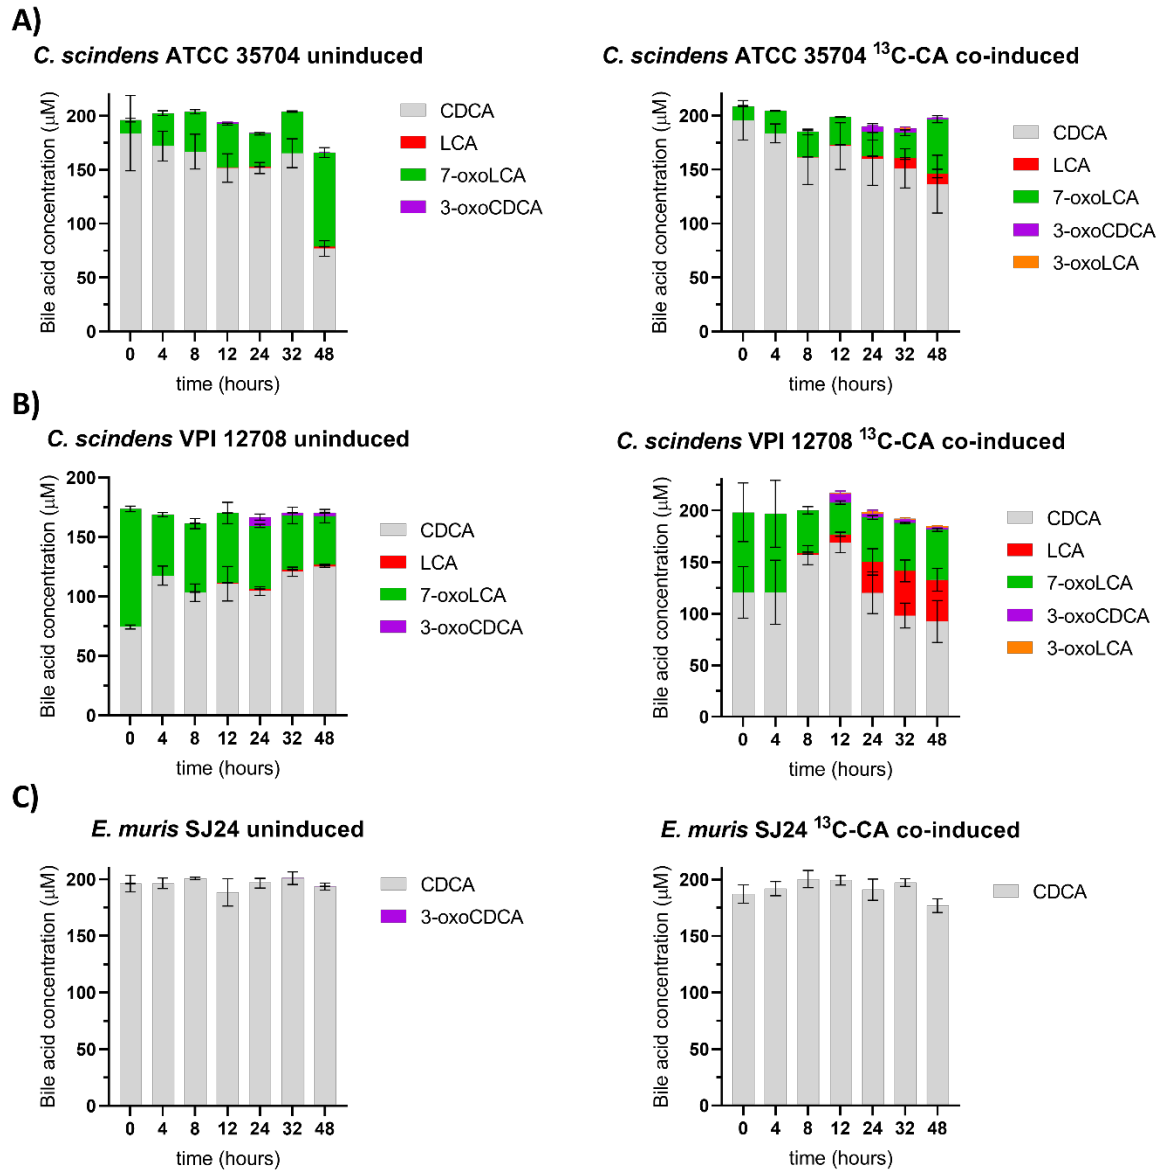 A)
C. scindens ATCC 35704 uninduced
Bile acid concentration (µM)
200
150
100
50
0
0 4 8 12 24 32 48
time (hours)
CDCA
LCA
7-oxoLCA
3-oxoCDCA
C. scindens ATCC 35704 ¹³C-CA co-induced
Bile acid concentration (µM)
200
150
100
50
0
0 4 8 12 24 32 48
time (hours)
CDCA
LCA
7-oxoLCA
3-oxoCDCA
3-oxoLCA
B)
C. scindens VPI 12708 uninduced
Bile acid concentration (µM)
200
150
100
50
0
0 4 8 12 24 32 48
time (hours)
CDCA
LCA
7-oxoLCA
3-oxoCDCA
C. scindens VPI 12708 ¹³C-CA co-induced
Bile acid concentration (µM)
200
150
100
50
0
0 4 8 12 24 32 48
time (hours)
CDCA
LCA
7-oxoLCA
3-oxoCDCA
3-oxoLCA
C)
E. muris SJ24 uninduced
Bile acid concentration (µM)
200
150
100
50
0
0 4 8 12 24 32 48
time (hours)
CDCA
3-oxoCDCA
E. muris SJ24 ¹³C-CA co-induced
Bile acid concentration (µM)
200
150
100
50
0
0 4 8 12 24 32 48
time (hours)
CDCA